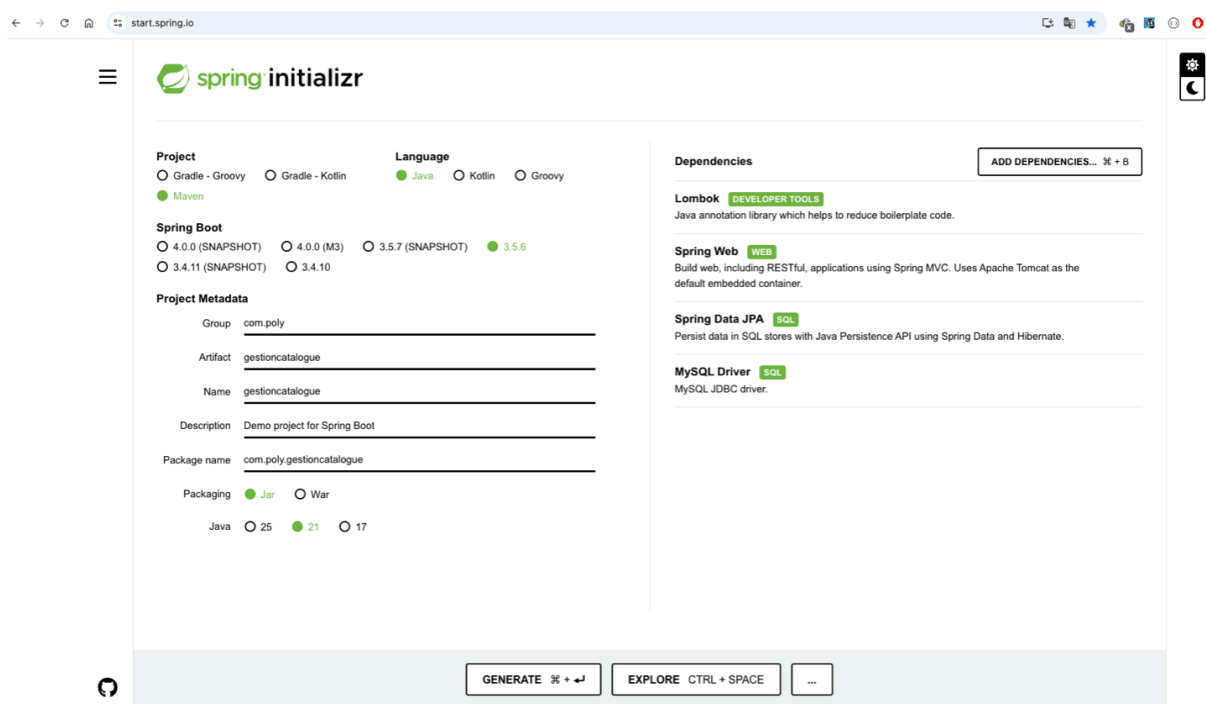 start.spring.io
spring initializr
Project
Gradle - Groovy Gradle - Kotlin
Maven
Language
Java Kotlin Groovy
Spring Boot
4.0.0 (SNAPSHOT) 4.0.0 (M3) 3.5.7 (SNAPSHOT) 3.5.6
3.4.11 (SNAPSHOT) 3.4.10
Project Metadata
Group com.poly
Artifact gestioncatalogue
Name gestioncatalogue
Description Demo project for Spring Boot
Package name com.poly.gestioncatalogue
Packaging Jar War
Java 25 21 17
Dependencies ADD DEPENDENCIES... ⌘ + B
Lombok DEVELOPER TOOLS
Java annotation library which helps to reduce boilerplate code.
Spring Web WEB
Build web, including RESTful, applications using Spring MVC. Uses Apache Tomcat as the
default embedded container.
Spring Data JPA SQL
Persist data in SQL stores with Java Persistence API using Spring Data and Hibernate.
MySQL Driver SQL
MySQL JDBC driver.
GENERATE ⌘ + ⏎ EXPLORE CTRL + SPACE ...